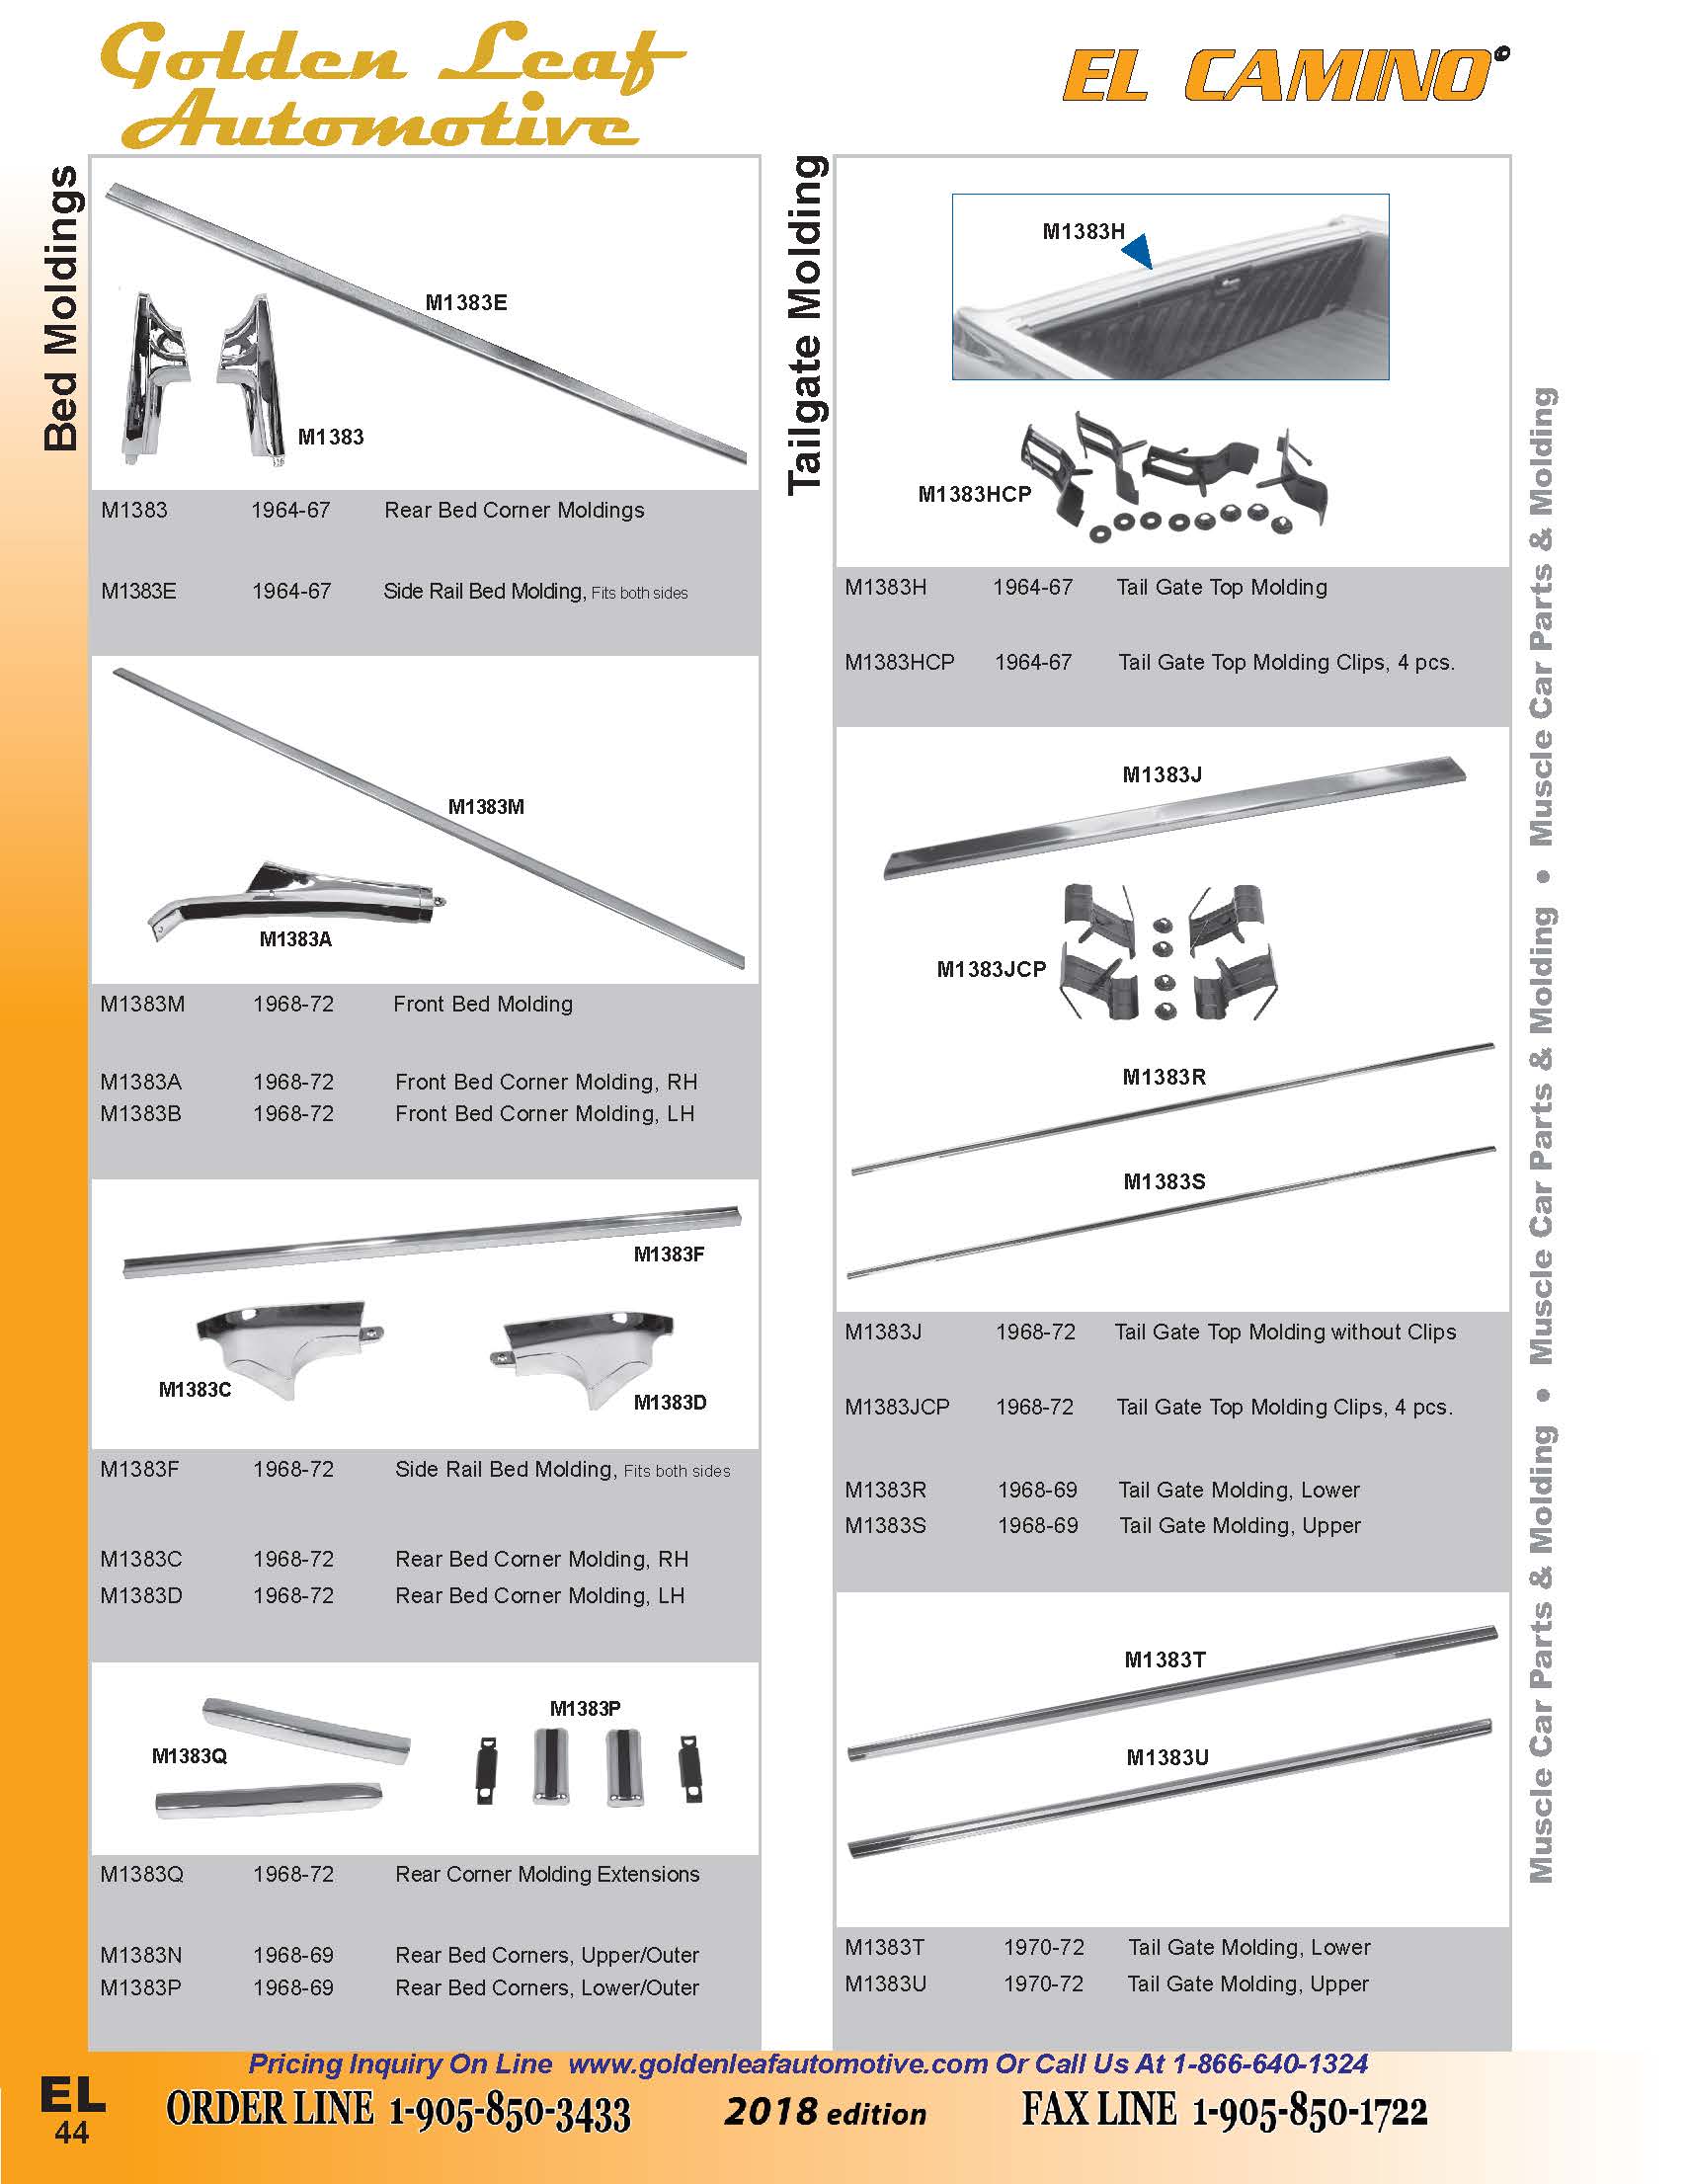 Golden Leaf
Automotive
EL CAMINO
Bed Moldings
M1383E
M1383
M1383 1964-67 Rear Bed Corner Moldings
M1383E 1964-67 Side Rail Bed Molding, Fits both sides
M1383M
M1383A
M1383M 1968-72 Front Bed Molding
M1383A 1968-72 Front Bed Corner Molding, RH
M1383B 1968-72 Front Bed Corner Molding, LH
M1383F
M1383C
M1383D
M1383F 1968-72 Side Rail Bed Molding, Fits both sides
M1383C 1968-72 Rear Bed Corner Molding, RH
M1383D 1968-72 Rear Bed Corner Molding, LH
M1383P
M1383Q
M1383Q 1968-72 Rear Corner Molding Extensions
M1383N 1968-69 Rear Bed Corners, Upper/Outer
M1383P 1968-69 Rear Bed Corners, Lower/Outer
Tailgate Molding
M1383H
M1383HCP
M1383H 1964-67 Tail Gate Top Molding
M1383HCP 1964-67 Tail Gate Top Molding Clips, 4 pcs.
M1383J
M1383JCP
M1383R
M1383S
M1383J 1968-72 Tail Gate Top Molding without Clips
M1383JCP 1968-72 Tail Gate Top Molding Clips, 4 pcs.
M1383R 1968-69 Tail Gate Molding, Lower
M1383S 1968-69 Tail Gate Molding, Upper
M1383T
M1383U
M1383T 1970-72 Tail Gate Molding, Lower
M1383U 1970-72 Tail Gate Molding, Upper
Muscle Car Parts & Molding • Muscle Car Parts & Molding • Muscle Car Parts & Molding
Pricing Inquiry On Line www.goldenleafautomotive.com Or Call Us At 1-866-640-1324
EL
44
ORDER LINE 1-905-850-3433 2018 edition FAX LINE 1-905-850-1722